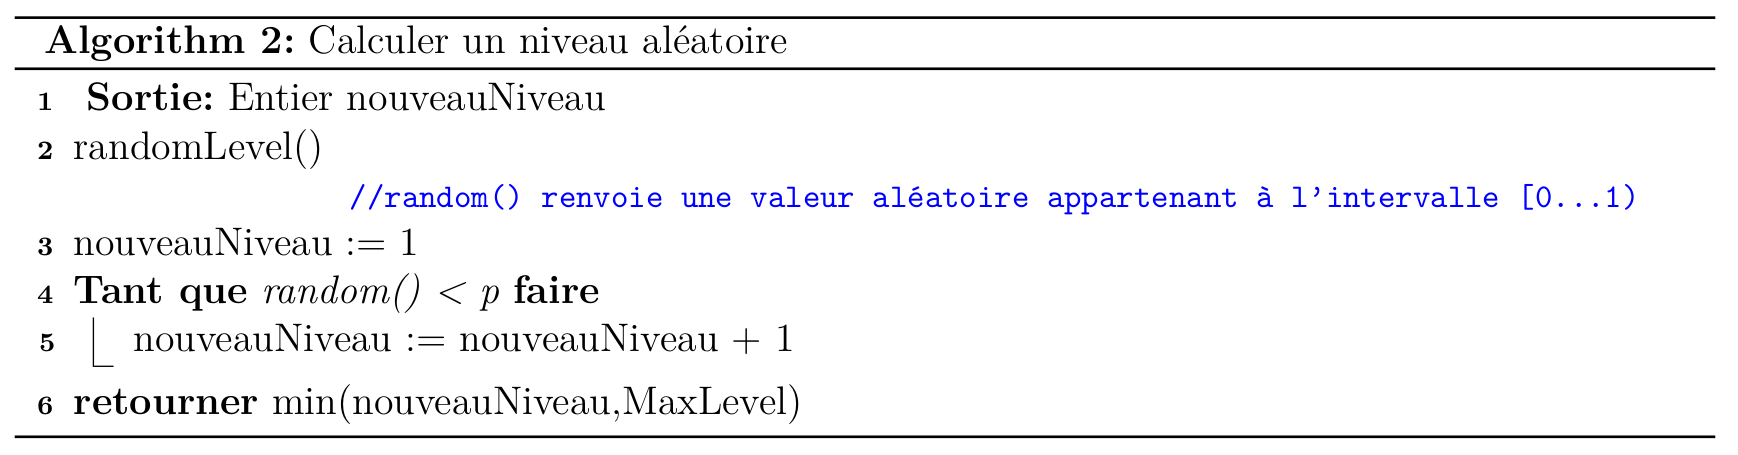 Algorithm 2: Calculer un niveau aléatoire
1 Sortie: Entier nouveauNiveau
2 randomLevel()
//random() renvoie une valeur aléatoire appartenant à l'intervalle [0...1)
3 nouveauNiveau := 1
4 Tant que random() < p faire
5 nouveauNiveau := nouveauNiveau + 1
6 retourner min(nouveauNiveau,MaxLevel)